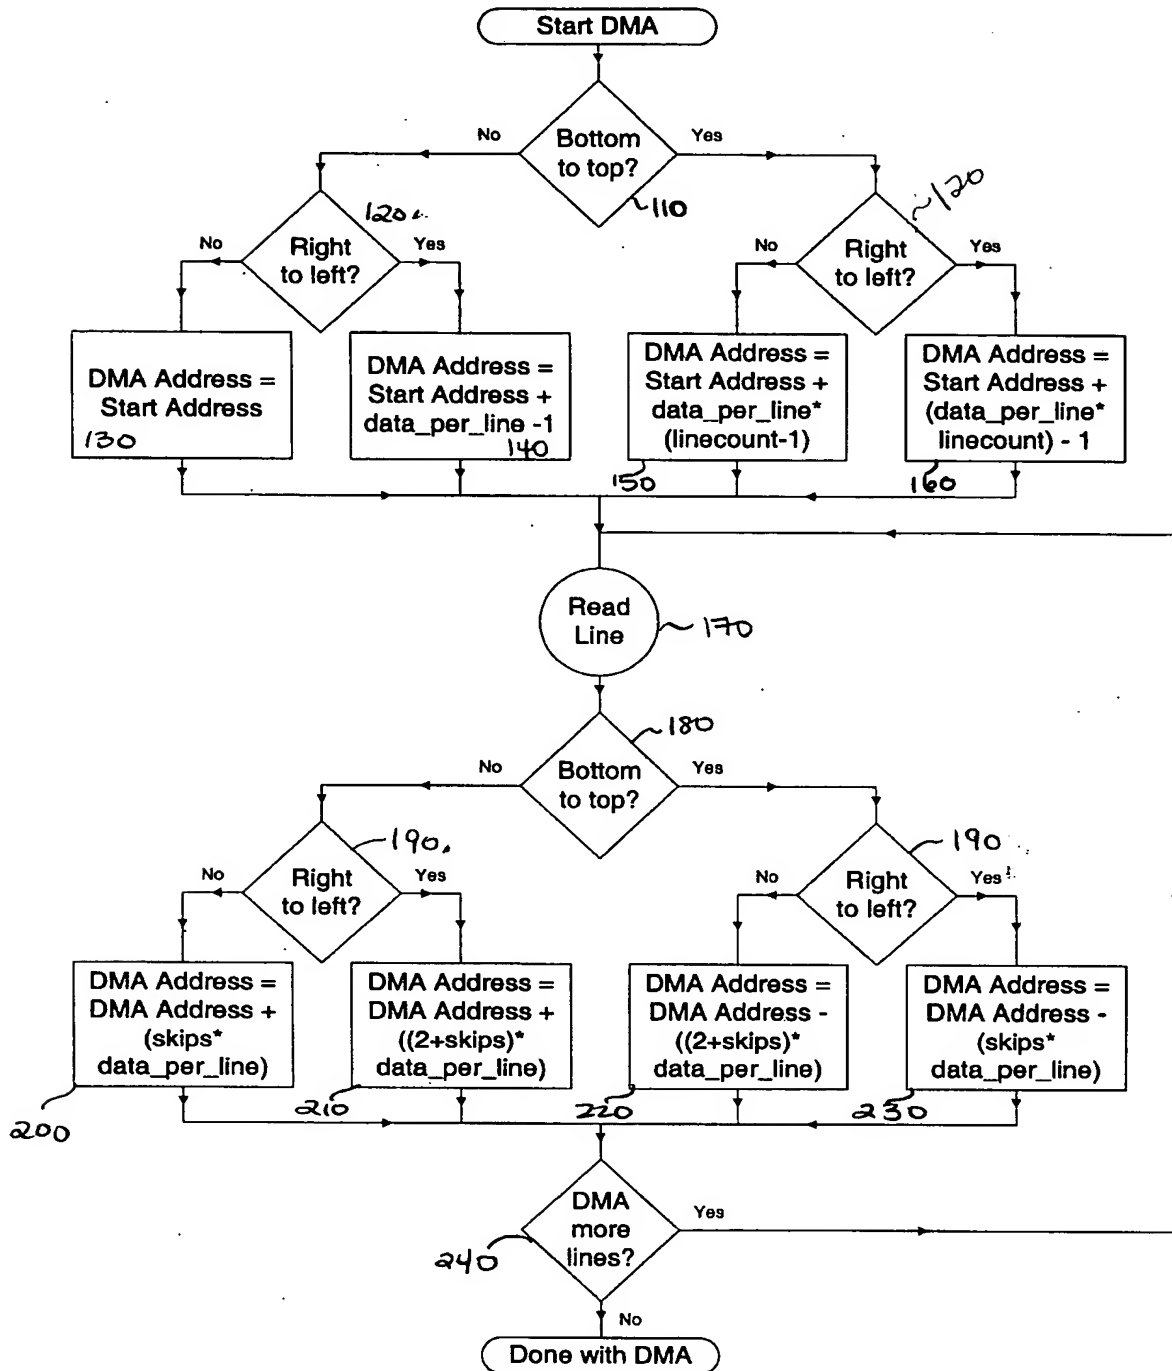 Start DMA
Bottom
to top?
No
Yes
110
Right
to left?
No
Yes
120
Right
to left?
No
Yes
120
DMA Address =
Start Address
130
DMA Address =
Start Address +
data_per_line -1
140
DMA Address =
Start Address +
data_per_line*
(linecount-1)
150
DMA Address =
Start Address +
(data_per_line*
linecount) - 1
160
Read
Line
170
Bottom
to top?
No
Yes
180
Right
to left?
No
Yes
190
Right
to left?
No
Yes
190
DMA Address =
DMA Address +
(skips*
data_per_line)
200
DMA Address =
DMA Address +
((2+skips)*
data_per_line)
210
DMA Address =
DMA Address -
((2+skips)*
data_per_line)
220
DMA Address =
DMA Address -
(skips*
data_per_line)
230
DMA
more
lines?
Yes
240
No
Done with DMA